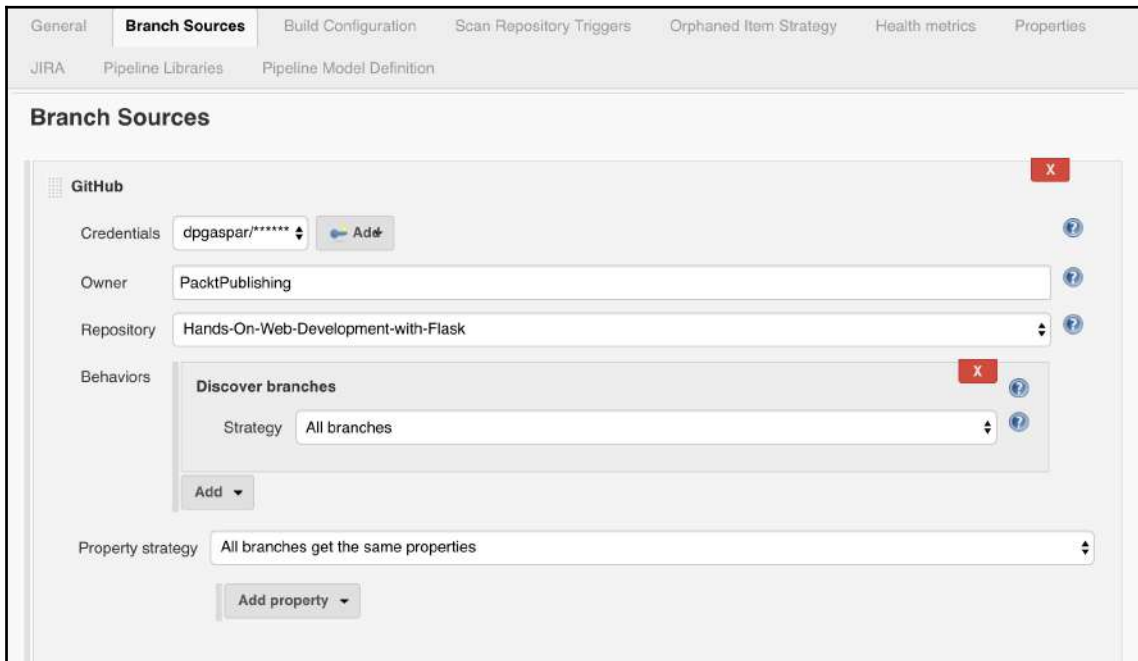 General Branch Sources Build Configuration Scan Repository Triggers Orphaned Item Strategy Health metrics Properties
JIRA Pipeline Libraries Pipeline Model Definition
Branch Sources
X
GitHub
Credentials dpgaspar/****** Add
Owner PacktPublishing
Repository Hands-On-Web-Development-with-Flask
Behaviors
X
Discover branches
Strategy All branches
Add
Property strategy All branches get the same properties
Add property